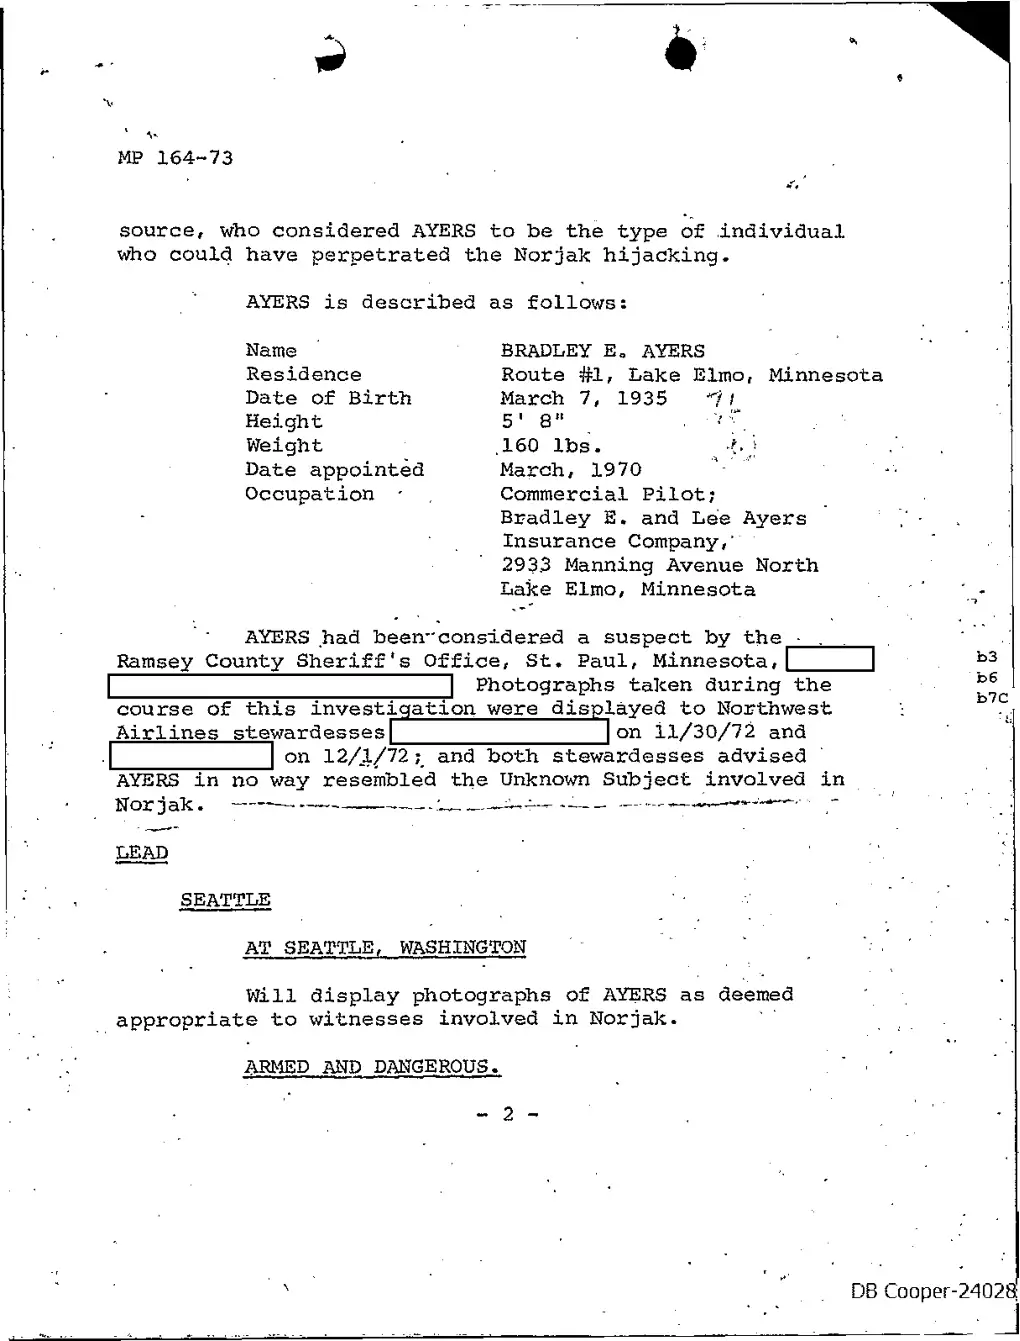 MP 164-73
source, who considered AYERS to be the type of individual
who could have perpetrated the Norjak hijacking.
AYERS is described as follows:
Name BRADLEY E. AYERS
Residence Route #1, Lake Elmo, Minnesota
Date of Birth March 7, 1935
Height 5' 8"
Weight 160 lbs.
Date appointed March, 1970
Occupation Commercial Pilot;
Bradley E. and Lee Ayers
Insurance Company,
2933 Manning Avenue North
Lake Elmo, Minnesota
AYERS had been considered a suspect by the
Ramsey County Sheriff's Office, St. Paul, Minnesota, b3
Photographs taken during the b6
course of this investigation were displayed to Northwest b7C
Airlines stewardesses on 11/30/72 and
on 12/1/72; and both stewardesses advised
AYERS in no way resembled the Unknown Subject involved in
Norjak.
LEAD
SEATTLE
AT SEATTLE, WASHINGTON
Will display photographs of AYERS as deemed
appropriate to witnesses involved in Norjak.
ARMED AND DANGEROUS.
- 2 -
DB Cooper-24028